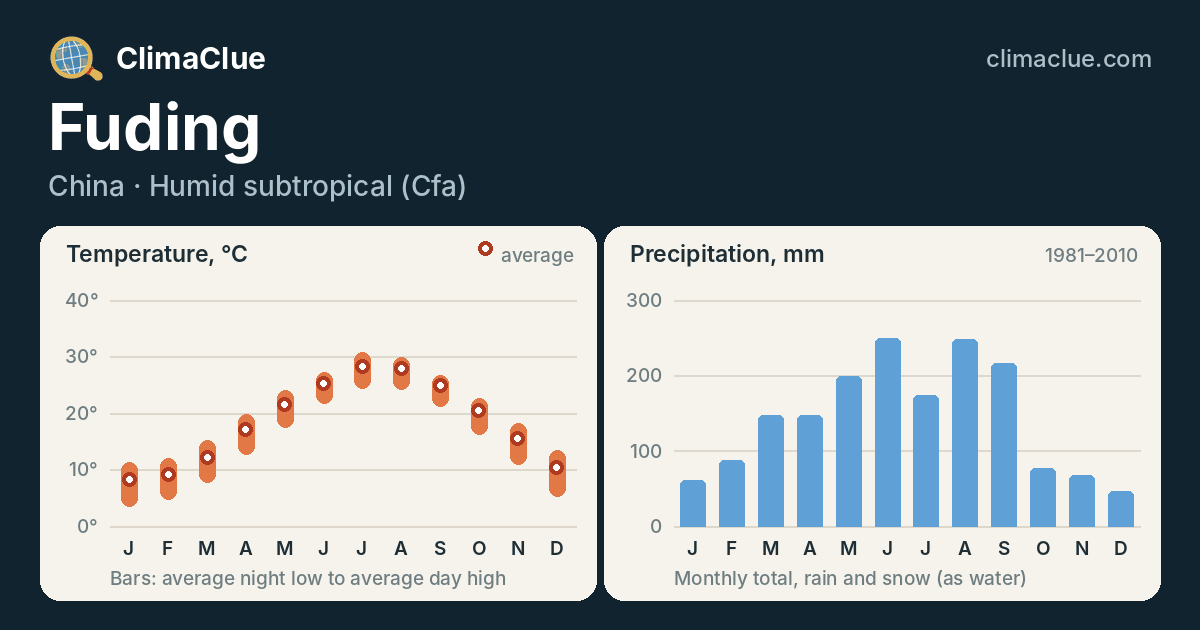 ClimaClue
climaclue.com
Fuding
China · Humid subtropical (Cfa)
Temperature, °C
average
40°
30°
20°
10°
0°
J F M A M J J A S O N D
Bars: average night low to average day high
Precipitation, mm
1981–2010
300
200
100
0
J F M A M J J A S O N D
Monthly total, rain and snow (as water)